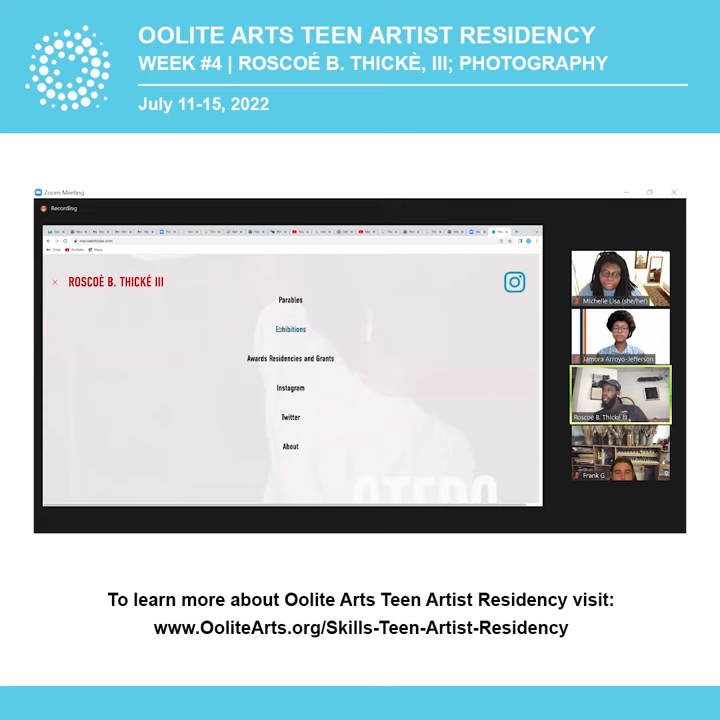 OOLITE ARTS TEEN ARTIST RESIDENCY
WEEK #4 | ROSCOÉ B. THICKÈ, III; PHOTOGRAPHY
July 11-15, 2022
Zoom Meeting
Recording
ROSCOÈ B. THICKÉ III
Parables
Exhibitions
Awards Residencies and Grants
Instagram
Twitter
About
Michelle Lisa (she/her)
Jamora Arroyo-Jefferson
Roscoè B. Thické III
Frank G
To learn more about Oolite Arts Teen Artist Residency visit:
www.OoliteArts.org/Skills-Teen-Artist-Residency